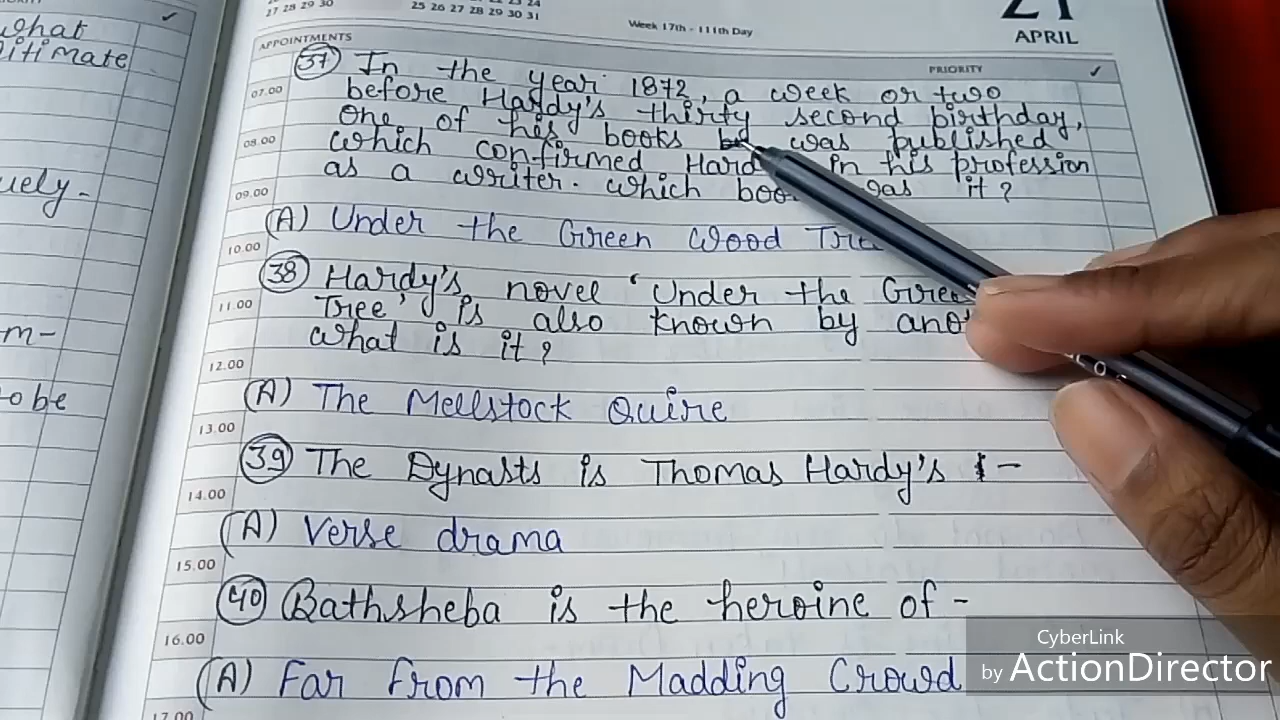 what
itimate
uely-
m-
to be
27 28 29 30
25 26 27 28 29 30 31
Week 17th - 111th Day
21
APRIL
APPOINTMENTS
PRIORITY
37 In the year 1872, a week or two
07.00
before Hardy's thirty second birthday,
One of his books was published
08.00
which confirmed Hard in his profession
as a writer. which boo was it?
09.00
(A) Under the Green Wood Tree
10.00
38 Hardy's novel 'Under the Green
11.00
Tree' is also known by ano
what is it?
12.00
(A) The Mellstock Quire
13.00
39 The Dynasts is Thomas Hardy's -
14.00
(A) Verse drama
15.00
40 Bathsheba is the heroine of -
16.00
(A) Far From the Madding Crowd
17.00
CyberLink
by ActionDirector